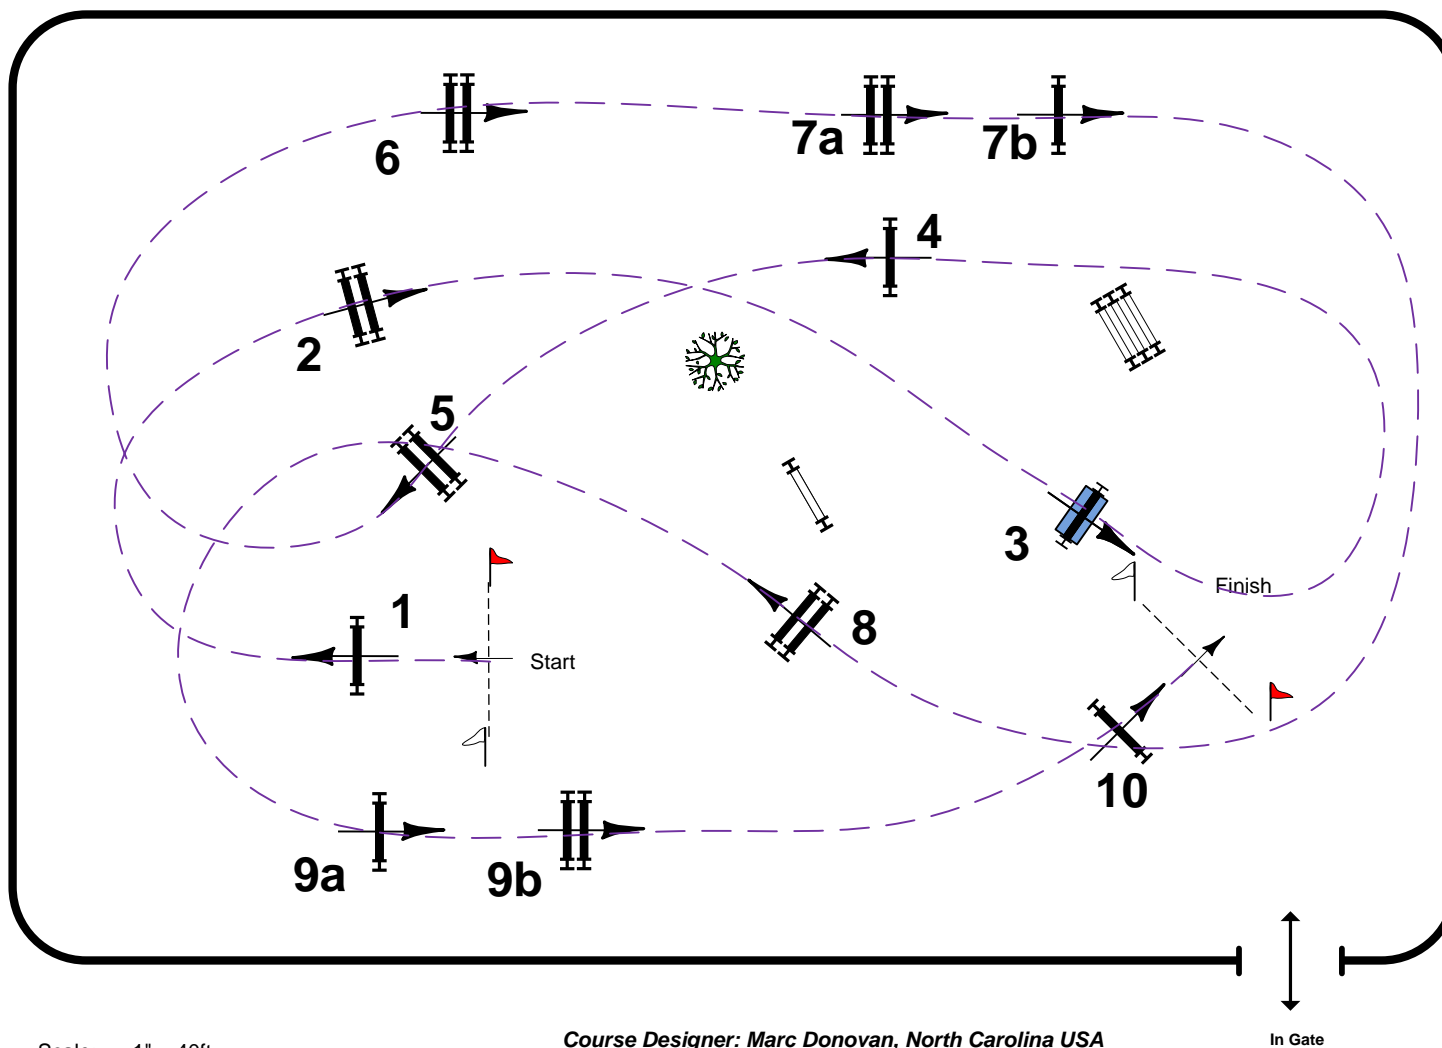 6
7a
7b
4
2
5
3
Finish
1
8
Start
10
9a
9b
Course Designer: Marc Donovan, North Carolina USA
In Gate